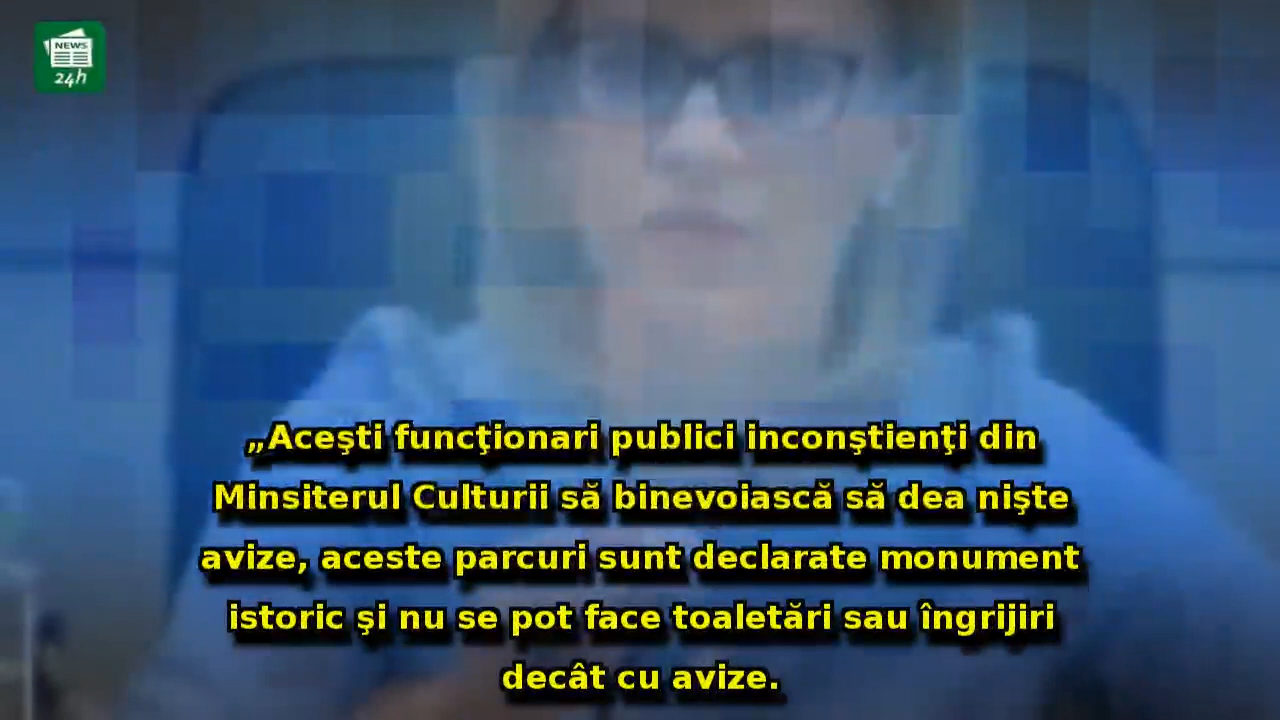 NEWS
24h
„Aceşti funcţionari publici inconştienţi din
Minsiterul Culturii să binevoiască să dea nişte
avize, aceste parcuri sunt declarate monument
istoric şi nu se pot face toaletări sau îngrijiri
decât cu avize.